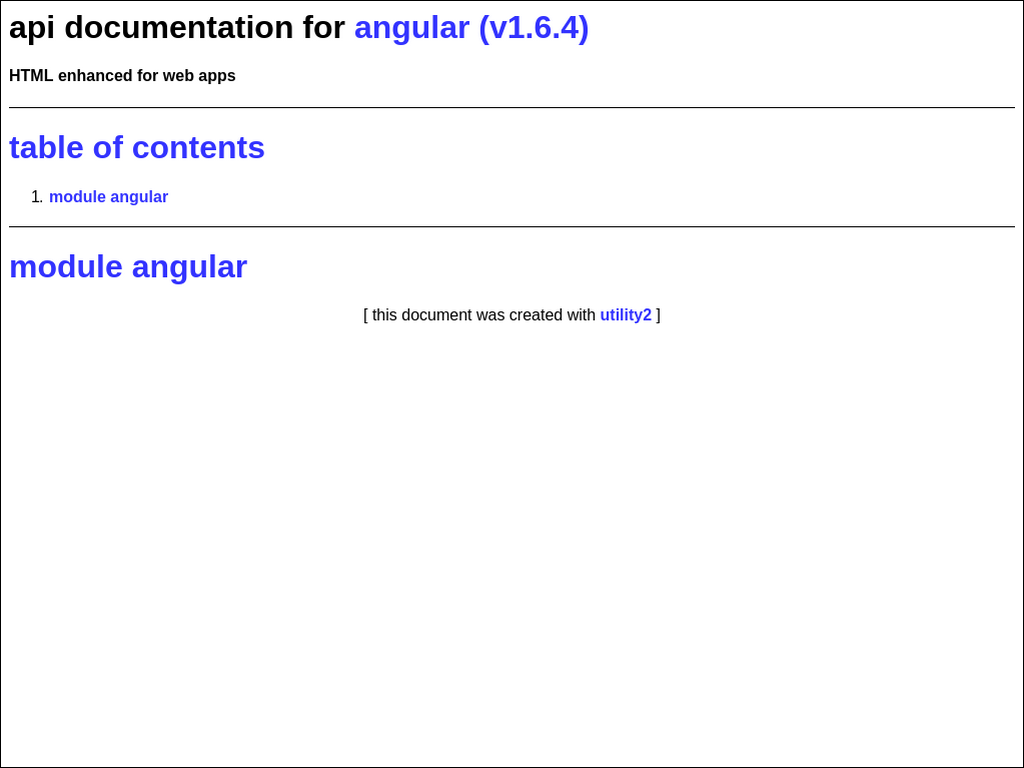 api documentation for angular (v1.6.4)
HTML enhanced for web apps
table of contents
1. module angular
module angular
[ this document was created with utility2 ]